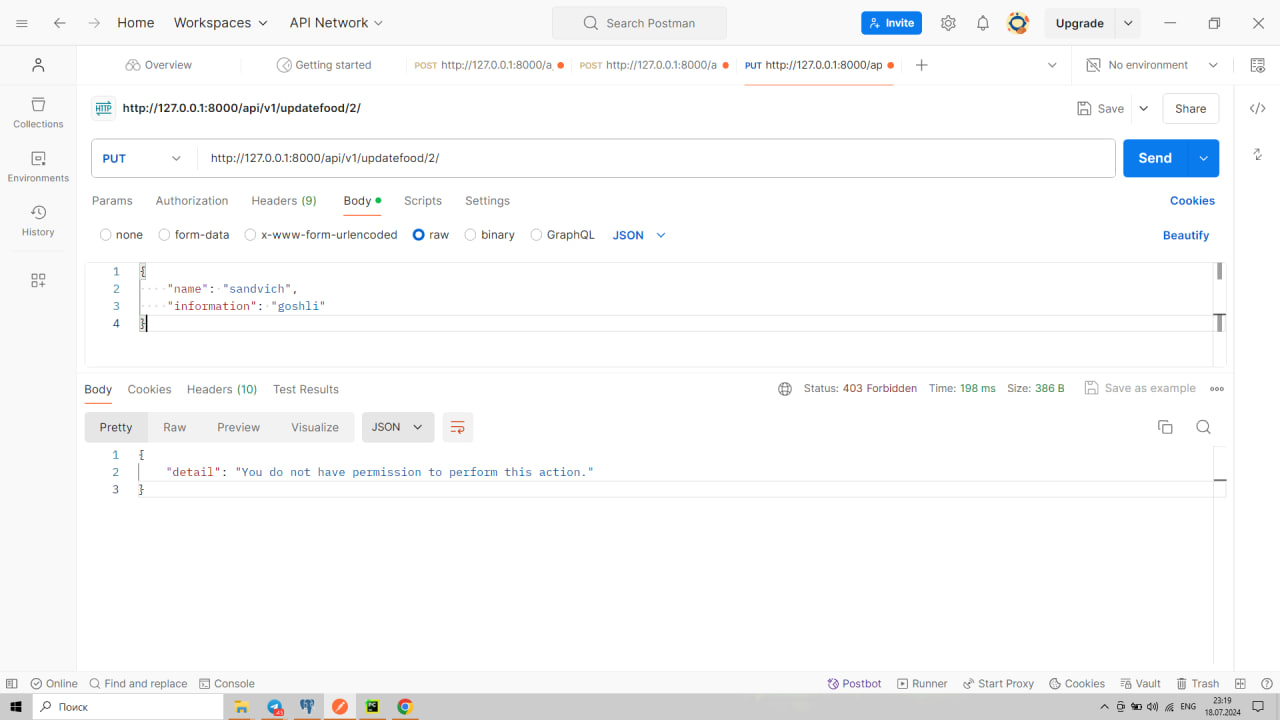 Home Workspaces API Network Search Postman Invite Upgrade
Overview Getting started POST http://127.0.0.1:8000/a POST http://127.0.0.1:8000/a PUT http://127.0.0.1:8000/ap No environment
HTTP http://127.0.0.1:8000/api/v1/updatefood/2/ Save Share
Collections
PUT http://127.0.0.1:8000/api/v1/updatefood/2/ Send
Environments
Params Authorization Headers (9) Body Scripts Settings Cookies
History
none form-data x-www-form-urlencoded raw binary GraphQL JSON Beautify
1 {
2 "name": "sandvich",
3 "information": "goshli"
4 }
Body Cookies Headers (10) Test Results Status: 403 Forbidden Time: 198 ms Size: 386 B Save as example
Pretty Raw Preview Visualize JSON
1 {
2 "detail": "You do not have permission to perform this action."
3 }
Online Find and replace Console Postbot Runner Start Proxy Cookies Vault Trash
Поиск ENG 23:19
18.07.2024